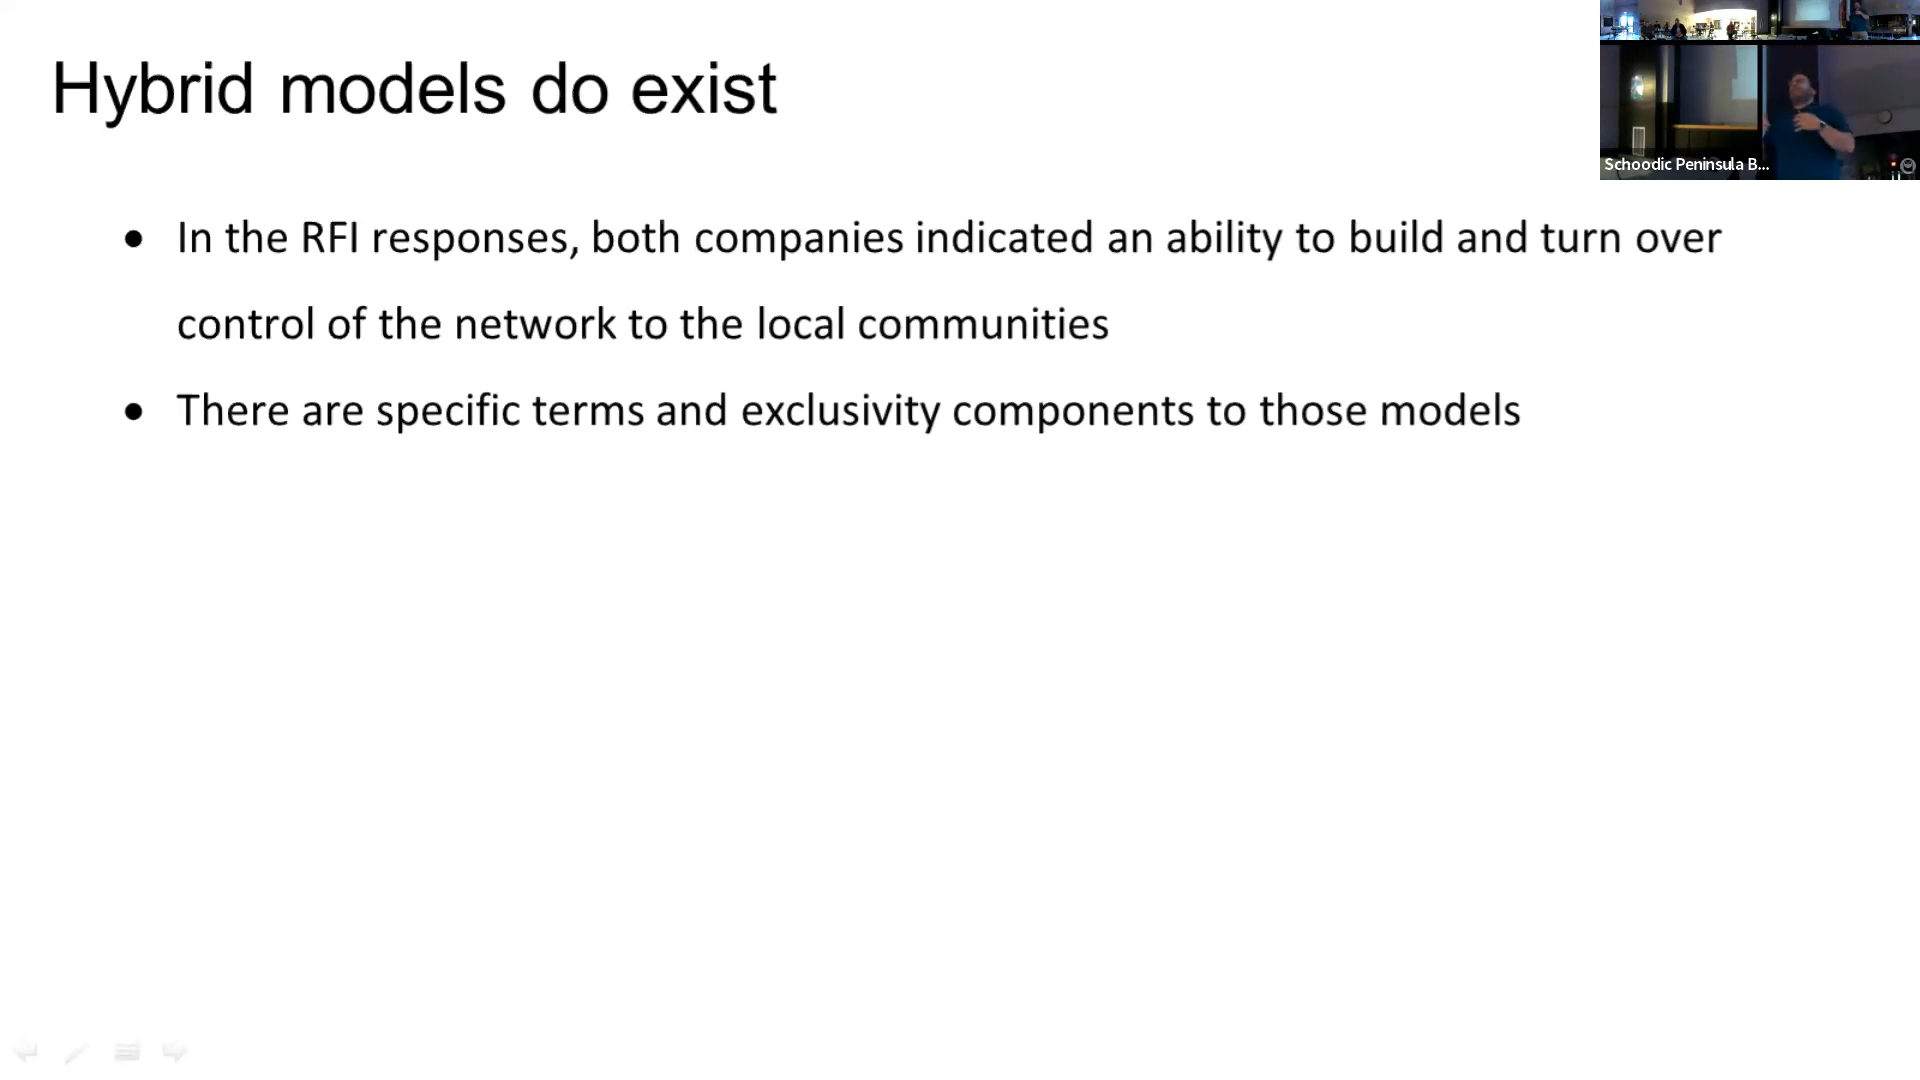 Hybrid models do exist
Schoodic Peninsula B...
• In the RFI responses, both companies indicated an ability to build and turn over
control of the network to the local communities
• There are specific terms and exclusivity components to those models